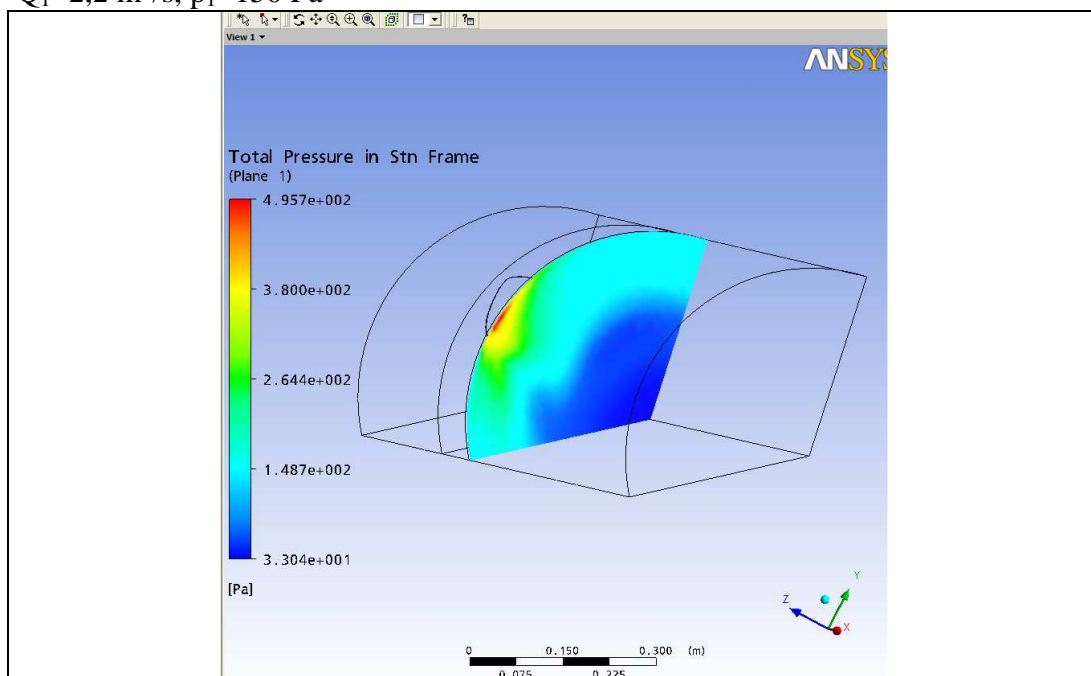 View 1
ANSYS
Total Pressure in Stn Frame
(Plane 1)
4.957e+002
3.800e+002
2.644e+002
1.487e+002
3.304e+001
[Pa]
Y
Z
X
0 0.150 0.300 (m)
0.075 0.225